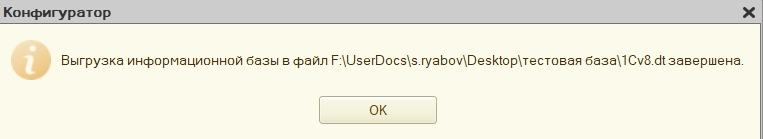 Конфигуратор
Выгрузка информационной базы в файл F:\UserDocs\s.ryabov\Desktop\тестовая база\1Cv8.dt завершена.
OK